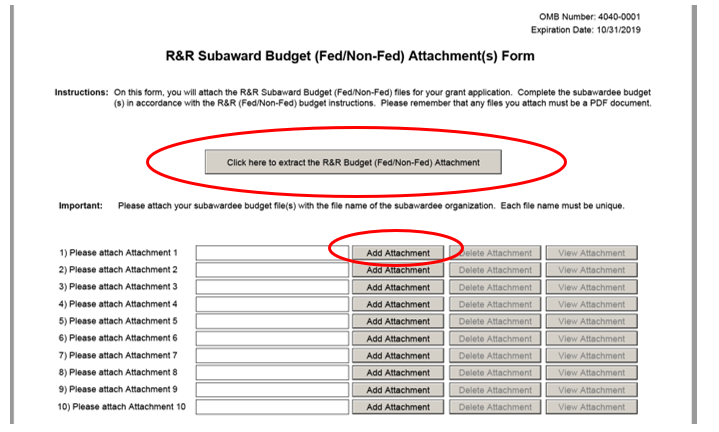 OMB Number: 4040-0001
Expiration Date: 10/31/2019
R&R Subaward Budget (Fed/Non-Fed) Attachment(s) Form
Instructions: On this form, you will attach the R&R Subaward Budget (Fed/Non-Fed) files for your grant application. Complete the subawardee budget
(s) in accordance with the R&R (Fed/Non-Fed) budget instructions. Please remember that any files you attach must be a PDF document.
Click here to extract the R&R Budget (Fed/Non-Fed) Attachment
Important: Please attach your subawardee budget file(s) with the file name of the subawardee organization. Each file name must be unique.
1) Please attach Attachment 1 Add Attachment Delete Attachment View Attachment
2) Please attach Attachment 2 Add Attachment Delete Attachment View Attachment
3) Please attach Attachment 3 Add Attachment Delete Attachment View Attachment
4) Please attach Attachment 4 Add Attachment Delete Attachment View Attachment
5) Please attach Attachment 5 Add Attachment Delete Attachment View Attachment
6) Please attach Attachment 6 Add Attachment Delete Attachment View Attachment
7) Please attach Attachment 7 Add Attachment Delete Attachment View Attachment
8) Please attach Attachment 8 Add Attachment Delete Attachment View Attachment
9) Please attach Attachment 9 Add Attachment Delete Attachment View Attachment
10) Please attach Attachment 10 Add Attachment Delete Attachment View Attachment